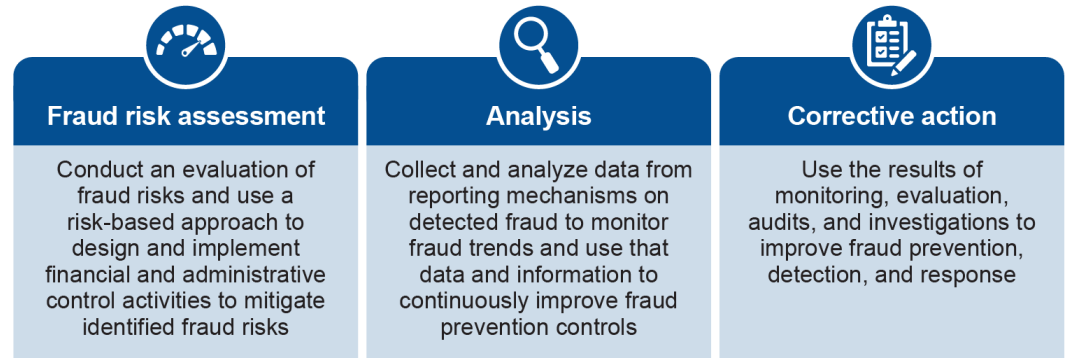 Fraud risk assessment
Conduct an evaluation of
fraud risks and use a
risk-based approach to
design and implement
financial and administrative
control activities to mitigate
identified fraud risks
Analysis
Collect and analyze data from
reporting mechanisms on
detected fraud to monitor
fraud trends and use that
data and information to
continuously improve fraud
prevention controls
Corrective action
Use the results of
monitoring, evaluation,
audits, and investigations to
improve fraud prevention,
detection, and response